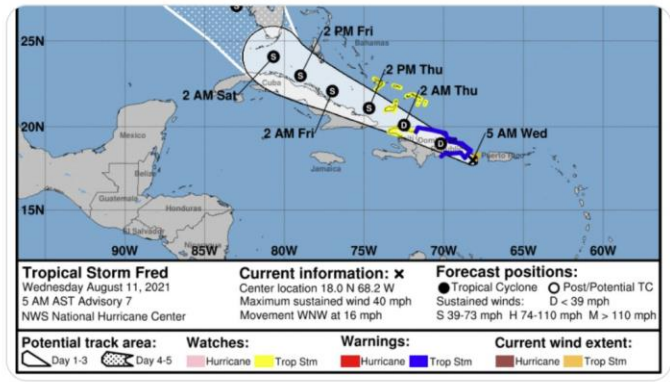 25N
2 PM Fri
Bahamas
2 PM Thu
2 AM Thu
Cuba
2 AM Sat
2 AM Fri
20N
5 AM Wed
Mexico
Puerto Rico
Jamaica
Belize
Guatemala
Honduras
15N
El Salvador
90W 85W 80W 75W 70W 65W 60W
Tropical Storm Fred
Wednesday August 11, 2021
5 AM AST Advisory 7
NWS National Hurricane Center
Current information: ×
Center location 18.0 N 68.2 W
Maximum sustained wind 40 mph
Movement WNW at 16 mph
Forecast positions:
Tropical Cyclone Post/Potential TC
Sustained winds: D < 39 mph
S 39-73 mph H 74-110 mph M > 110 mph
Potential track area:
Day 1-3 Day 4-5
Watches:
Hurricane Trop Stm
Warnings:
Hurricane Trop Stm
Current wind extent:
Hurricane Trop Stm